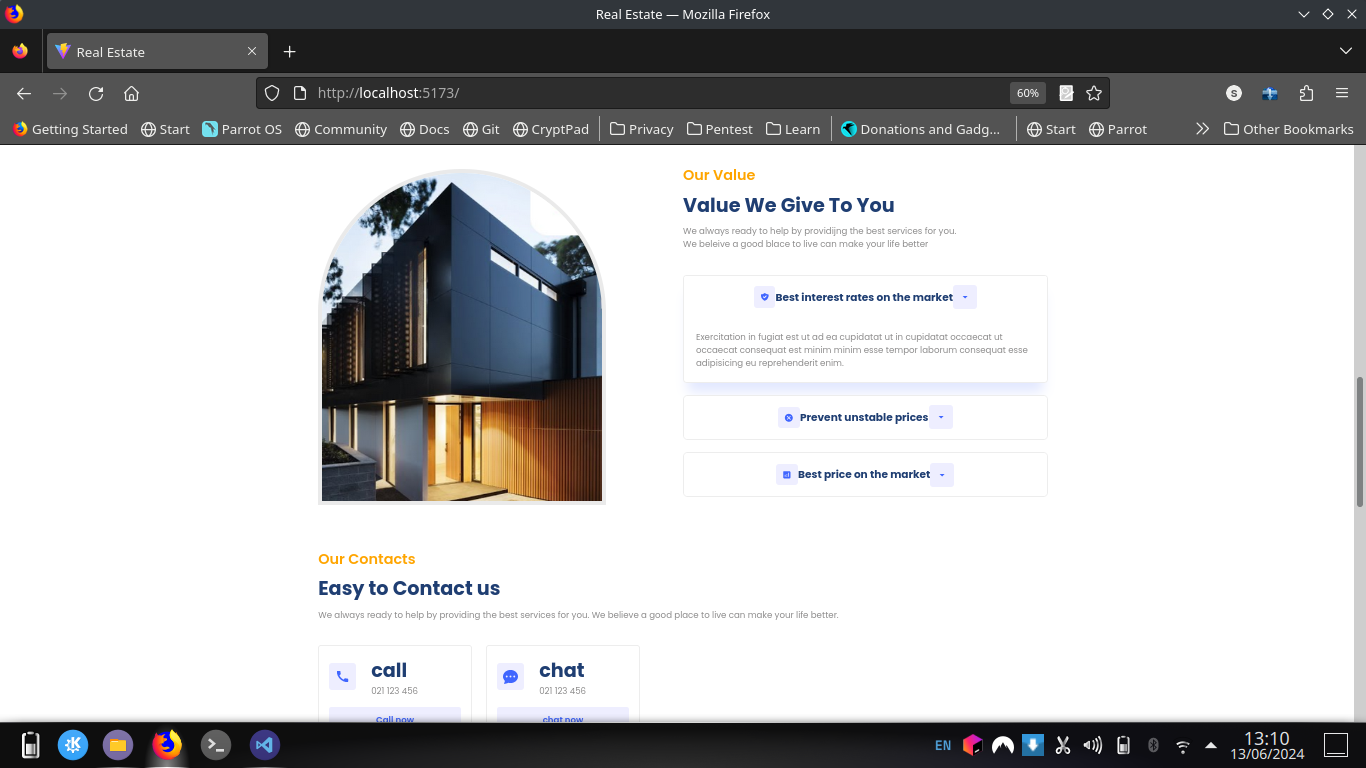 Real Estate — Mozilla Firefox
Real Estate
http://localhost:5173/
60%
S
Getting Started
Start
Parrot OS
Community
Docs
Git
CryptPad
Privacy
Pentest
Learn
Donations and Gadg...
Start
Parrot
Other Bookmarks
Our Value
Value We Give To You
We always ready to help by providijng the best services for you.
We beleive a good blace to live can make your life better
Best interest rates on the market
Exercitation in fugiat est ut ad ea cupidatat ut in cupidatat occaecat ut
occaecat consequat est minim minim esse tempor laborum consequat esse
adipisicing eu reprehenderit enim.
Prevent unstable prices
Best price on the market
Our Contacts
Easy to Contact us
We always ready to help by providing the best services for you. We believe a good place to live can make your life better.
call
021 123 456
Call now
chat
021 123 456
chat now
EN
13:10
13/06/2024